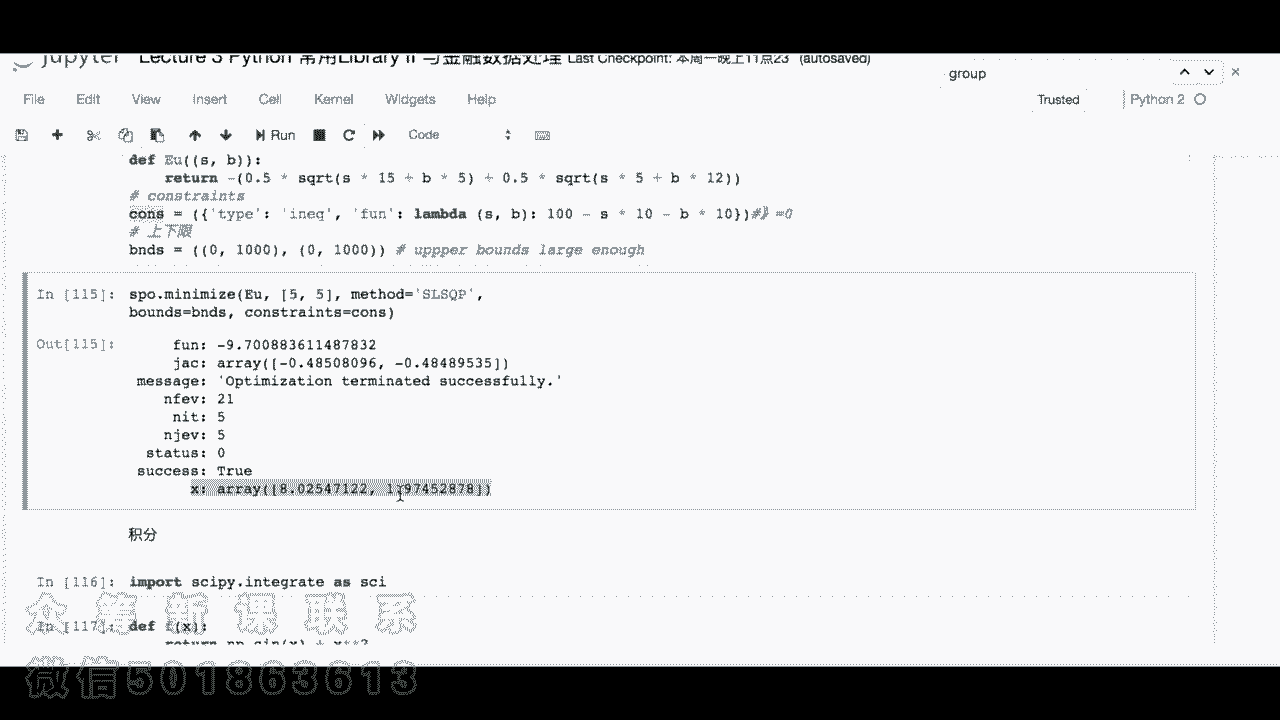 jupyter Lecture 3 Python 常用Library II 与金融数据处理 Last Checkpoint: 本周一晚上11点23 (autosaved)
group
File Edit View Insert Cell Kernel Widgets Help
Trusted Python 2
Run Code
def Eu((s, b)):
return -(0.5 * sqrt(s * 15 + b * 5) + 0.5 * sqrt(s * 5 + b * 12))
# constraints
cons = ({'type': 'ineq', 'fun': lambda (s, b): 100 - s * 10 - b * 10})#》=0
# 上下限
bnds = ((0, 1000), (0, 1000)) # uppper bounds large enough
In [115]: spo.minimize(Eu, [5, 5], method='SLSQP',
bounds=bnds, constraints=cons)
Out[115]: fun: -9.700883611487832
jac: array([-0.48508096, -0.48489535])
message: 'Optimization terminated successfully.'
nfev: 21
nit: 5
njev: 5
status: 0
success: True
x: array([8.02547122, 1.97452878])
积分
In [116]: import scipy.integrate as sci
In [117]: def f(x):
return np.sin(x) + x**2
众筹新课联系
微信501863613